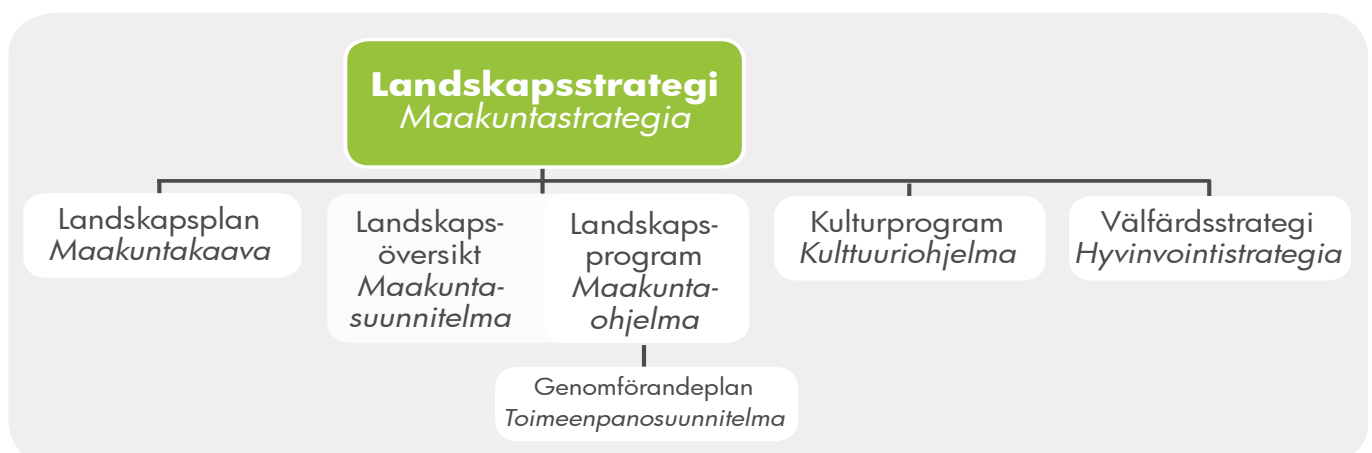 Landskapsstrategi
Maakuntastrategia
Landskapsplan
Maakuntakaava
Landskaps-
översikt
Maakunta-
suunnitelma
Landskaps-
program
Maakunta-
ohjelma
Kulturprogram
Kulttuuriohjelma
Välfärdsstrategi
Hyvinvointistrategia
Genomförandeplan
Toimeenpanosuunnitelma